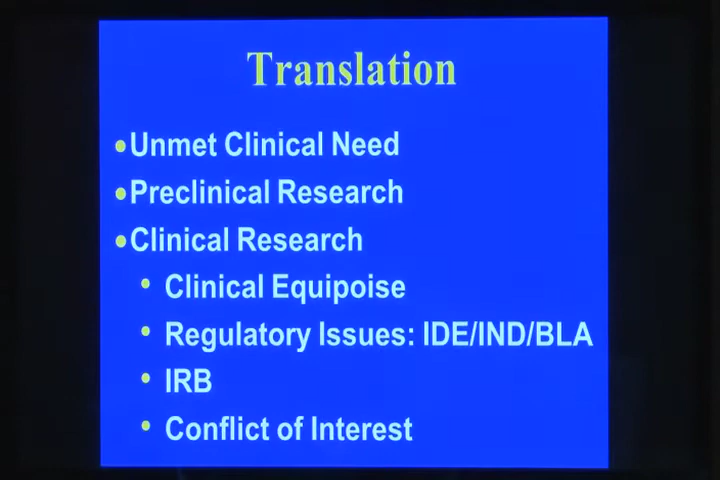 Translation
•Unmet Clinical Need
•Preclinical Research
•Clinical Research
• Clinical Equipoise
• Regulatory Issues: IDE/IND/BLA
• IRB
• Conflict of Interest